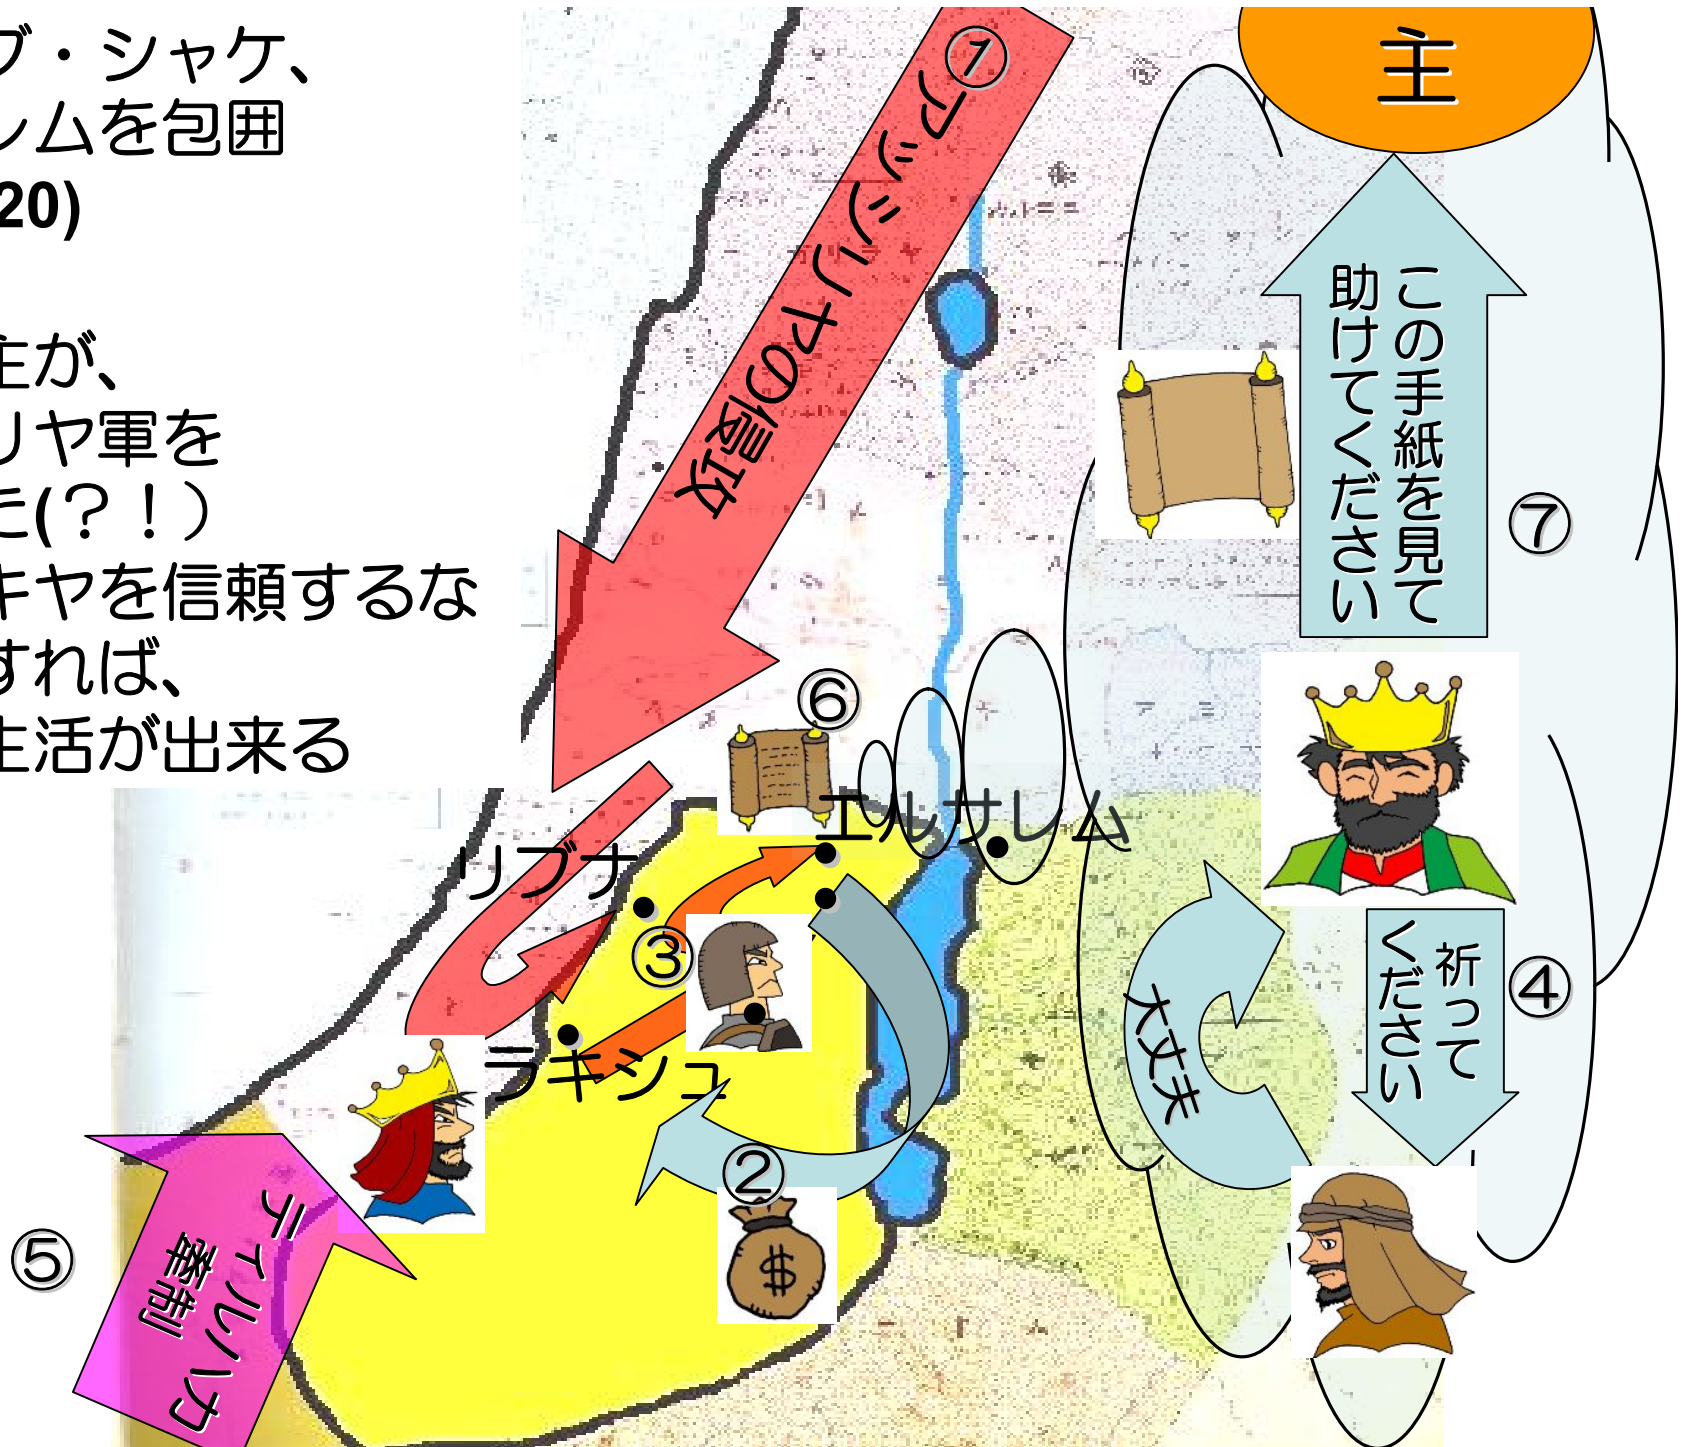 ブ・シャケ、
レムを包囲
20)
主が、
リヤ軍を
た(？！）
キヤを信頼するな
すれば、
生活が出来る
①
アッシリヤの侵攻
主
この手紙を見て
助けてください
⑦
⑥
エルサレム
リブナ
③
ラキシュ
②
$
大丈夫
祈って
ください
④
⑤
ティルハカ
牽制